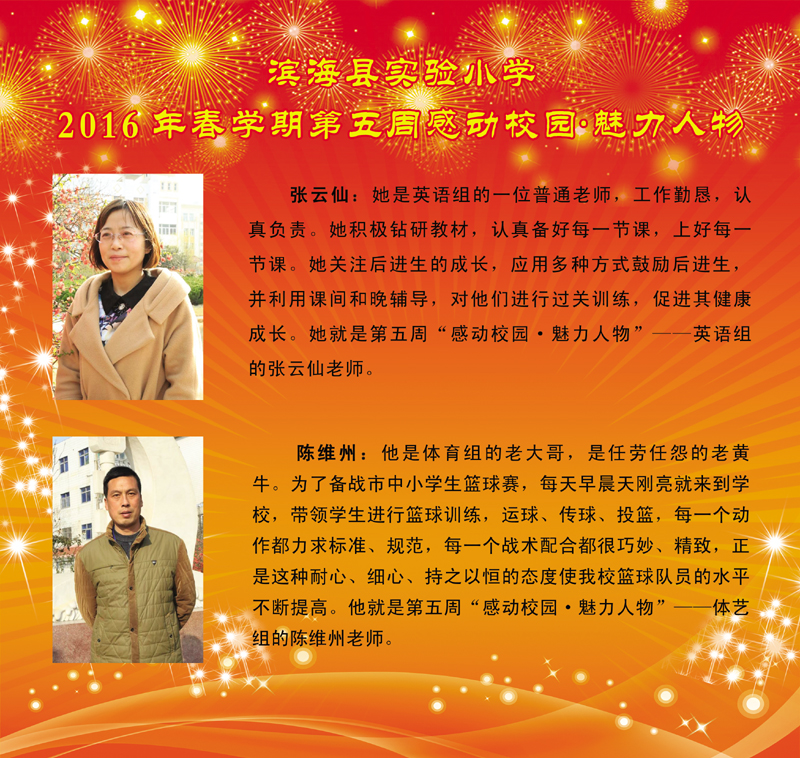 滨海县实验小学
2016 年春学期第五周感动校园·魅力人物
张云仙：她是英语组的一位普通老师，工作勤恳，认
真负责。她积极钻研教材，认真备好每一节课，上好每一
节课。她关注后进生的成长，应用多种方式鼓励后进生，
并利用课间和晚辅导，对他们进行过关训练，促进其健康
成长。她就是第五周“感动校园·魅力人物”——英语组
的张云仙老师。
陈维州：他是体育组的老大哥，是任劳任怨的老黄
牛。为了备战市中小学生篮球赛，每天早晨天刚亮就来到学
校，带领学生进行篮球训练，运球、传球、投篮，每一个动
作都力求标准、规范，每一个战术配合都很巧妙、精致，正
是这种耐心、细心、持之以恒的态度使我校篮球队员的水平
不断提高。他就是第五周“感动校园·魅力人物”——体艺
组的陈维州老师。